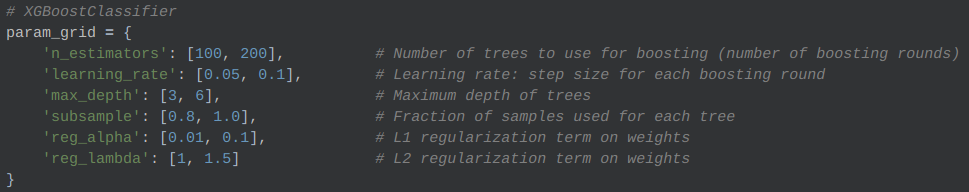 # XGBoostClassifier
param_grid = {
    'n_estimators': [100, 200],          # Number of trees to use for boosting (number of boosting rounds)
    'learning_rate': [0.05, 0.1],        # Learning rate: step size for each boosting round
    'max_depth': [3, 6],                 # Maximum depth of trees
    'subsample': [0.8, 1.0],             # Fraction of samples used for each tree
    'reg_alpha': [0.01, 0.1],            # L1 regularization term on weights
    'reg_lambda': [1, 1.5]               # L2 regularization term on weights
}